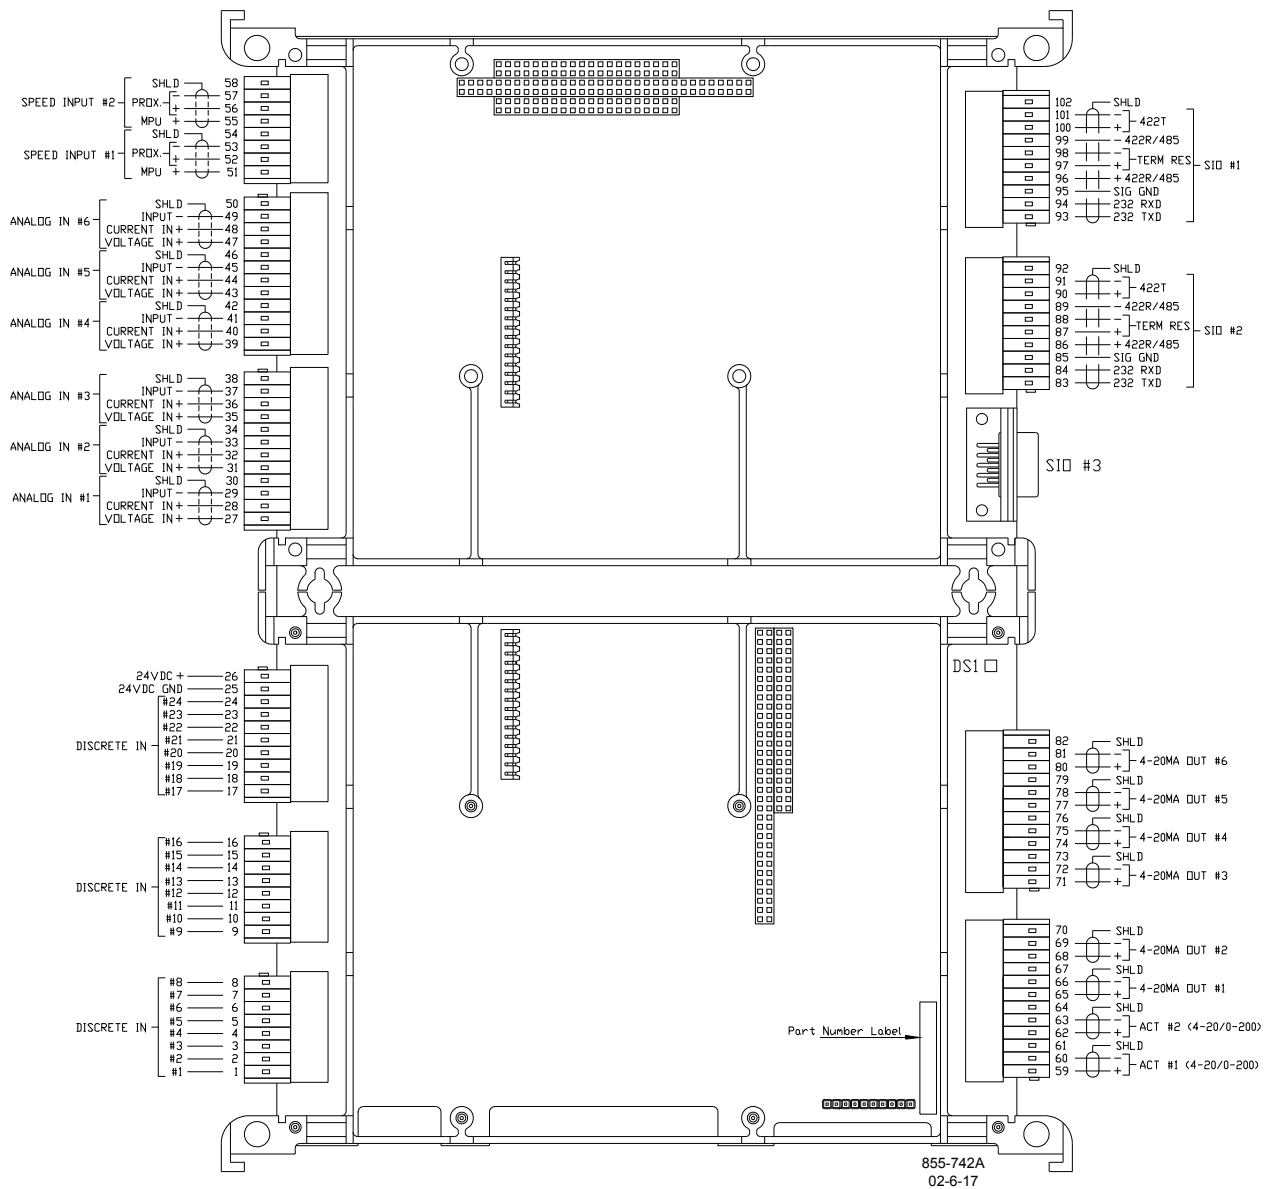 SPEED INPUT #2
SHLD 58
PROX. - 57
+ 56
MPU + 55
SPEED INPUT #1
SHLD 54
PROX. - 53
+ 52
MPU + 51
ANALOG IN #6
SHLD 50
INPUT - 49
CURRENT IN + 48
VOLTAGE IN + 47
ANALOG IN #5
SHLD 46
INPUT - 45
CURRENT IN + 44
VOLTAGE IN + 43
ANALOG IN #4
SHLD 42
INPUT - 41
CURRENT IN + 40
VOLTAGE IN + 39
ANALOG IN #3
SHLD 38
INPUT - 37
CURRENT IN + 36
VOLTAGE IN + 35
ANALOG IN #2
SHLD 34
INPUT - 33
CURRENT IN + 32
VOLTAGE IN + 31
ANALOG IN #1
SHLD 30
INPUT - 29
CURRENT IN + 28
VOLTAGE IN + 27
24VDC + 26
24VDC GND 25
DISCRETE IN
#24 24
#23 23
#22 22
#21 21
#20 20
#19 19
#18 18
#17 17
DISCRETE IN
#16 16
#15 15
#14 14
#13 13
#12 12
#11 11
#10 10
#9 9
DISCRETE IN
#8 8
#7 7
#6 6
#5 5
#4 4
#3 3
#2 2
#1 1
102 SHLD
101 -
100 + 422T
99 - 422R/485
98 -
97 + TERM RES
96 + 422R/485
95 SIG GND
94 232 RXD
93 232 TXD
SIO #1
92 SHLD
91 -
90 + 422T
89 - 422R/485
88 -
87 + TERM RES
86 + 422R/485
85 SIG GND
84 232 RXD
83 232 TXD
SIO #2
SIO #3
DS1
82 SHLD
81 -
80 + 4-20MA OUT #6
79 SHLD
78 -
77 + 4-20MA OUT #5
76 SHLD
75 -
74 + 4-20MA OUT #4
73 SHLD
72 -
71 + 4-20MA OUT #3
70 SHLD
69 -
68 + 4-20MA OUT #2
67 SHLD
66 -
65 + 4-20MA OUT #1
64 SHLD
63 -
62 + ACT #2 (4-20/0-200)
61 SHLD
60 -
59 + ACT #1 (4-20/0-200)
Part Number Label
855-742A
02-6-17